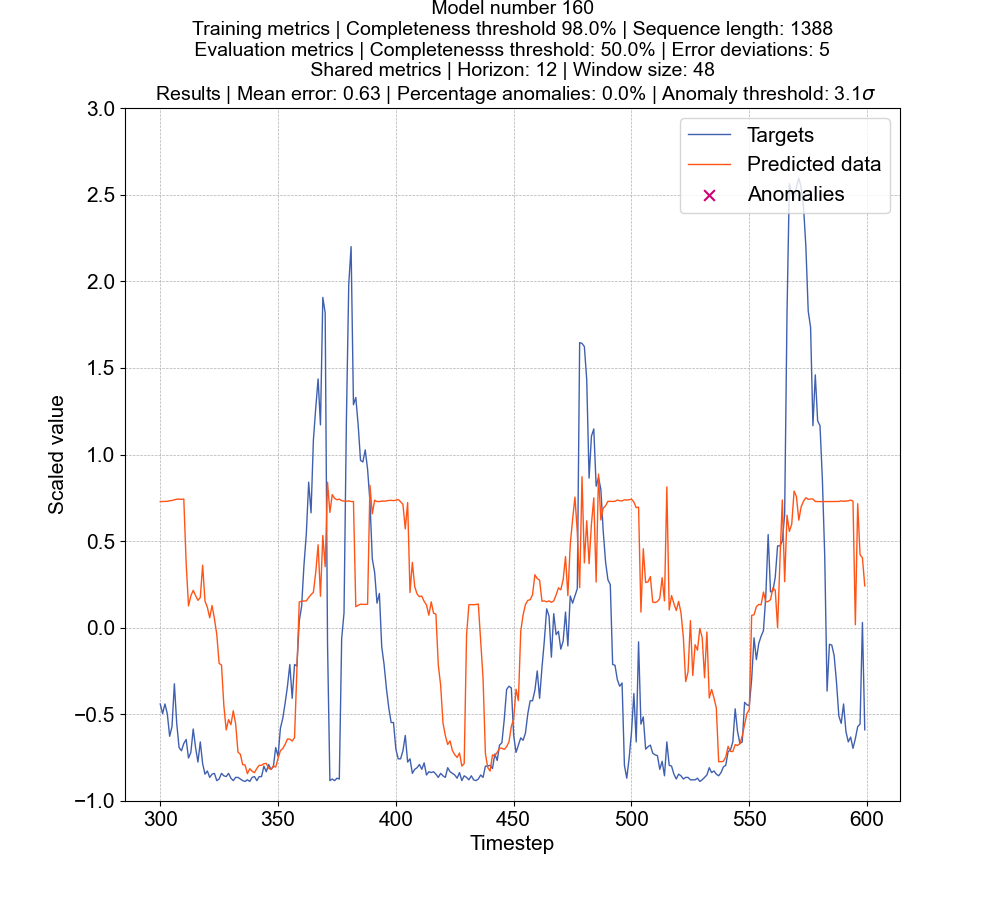 Model number 160
Training metrics | Completeness threshold 98.0% | Sequence length: 1388
Evaluation metrics | Completenesss threshold: 50.0% | Error deviations: 5
Shared metrics | Horizon: 12 | Window size: 48
Results | Mean error: 0.63 | Percentage anomalies: 0.0% | Anomaly threshold: 3.1σ
Targets
Predicted data
Anomalies
Scaled value
3.0
2.5
2.0
1.5
1.0
0.5
0.0
−0.5
−1.0
300 350 400 450 500 550 600
Timestep